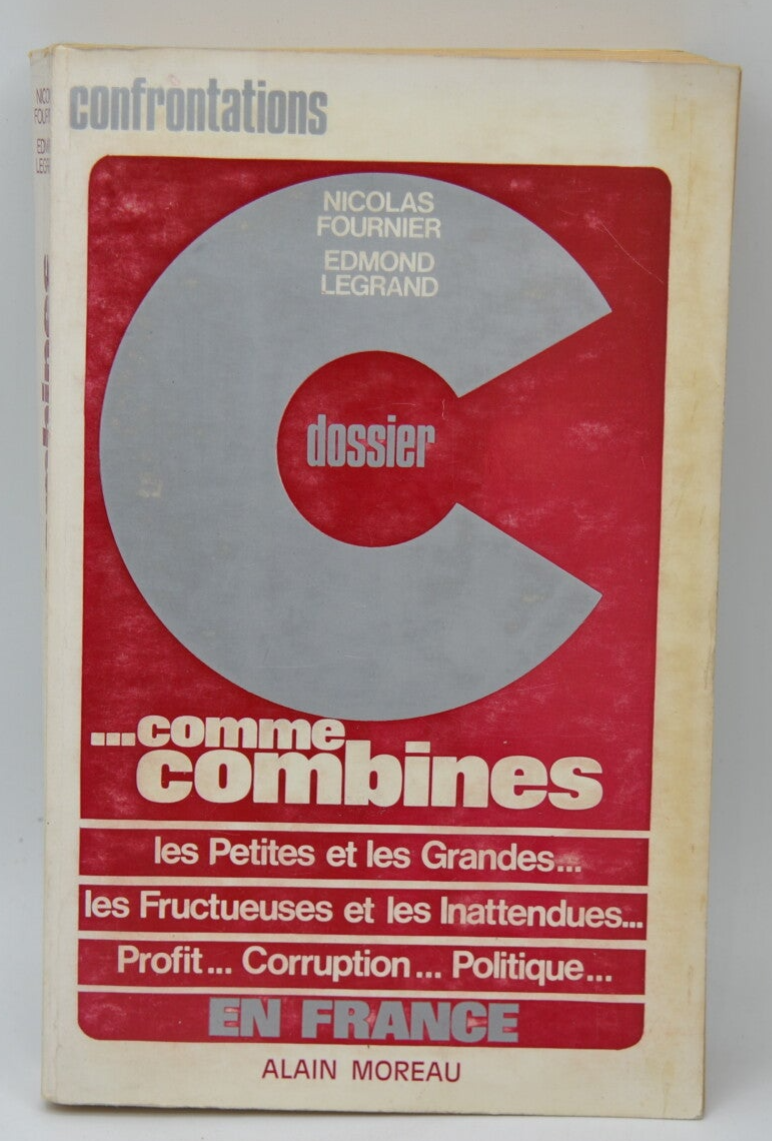 confrontations
NICOLAS
FOURNIER
EDMOND
LEGRAND
dossier
...comme
combines
les Petites et les Grandes...
les Fructueuses et les Inattendues...
Profit... Corruption... Politique...
EN FRANCE
ALAIN MOREAU